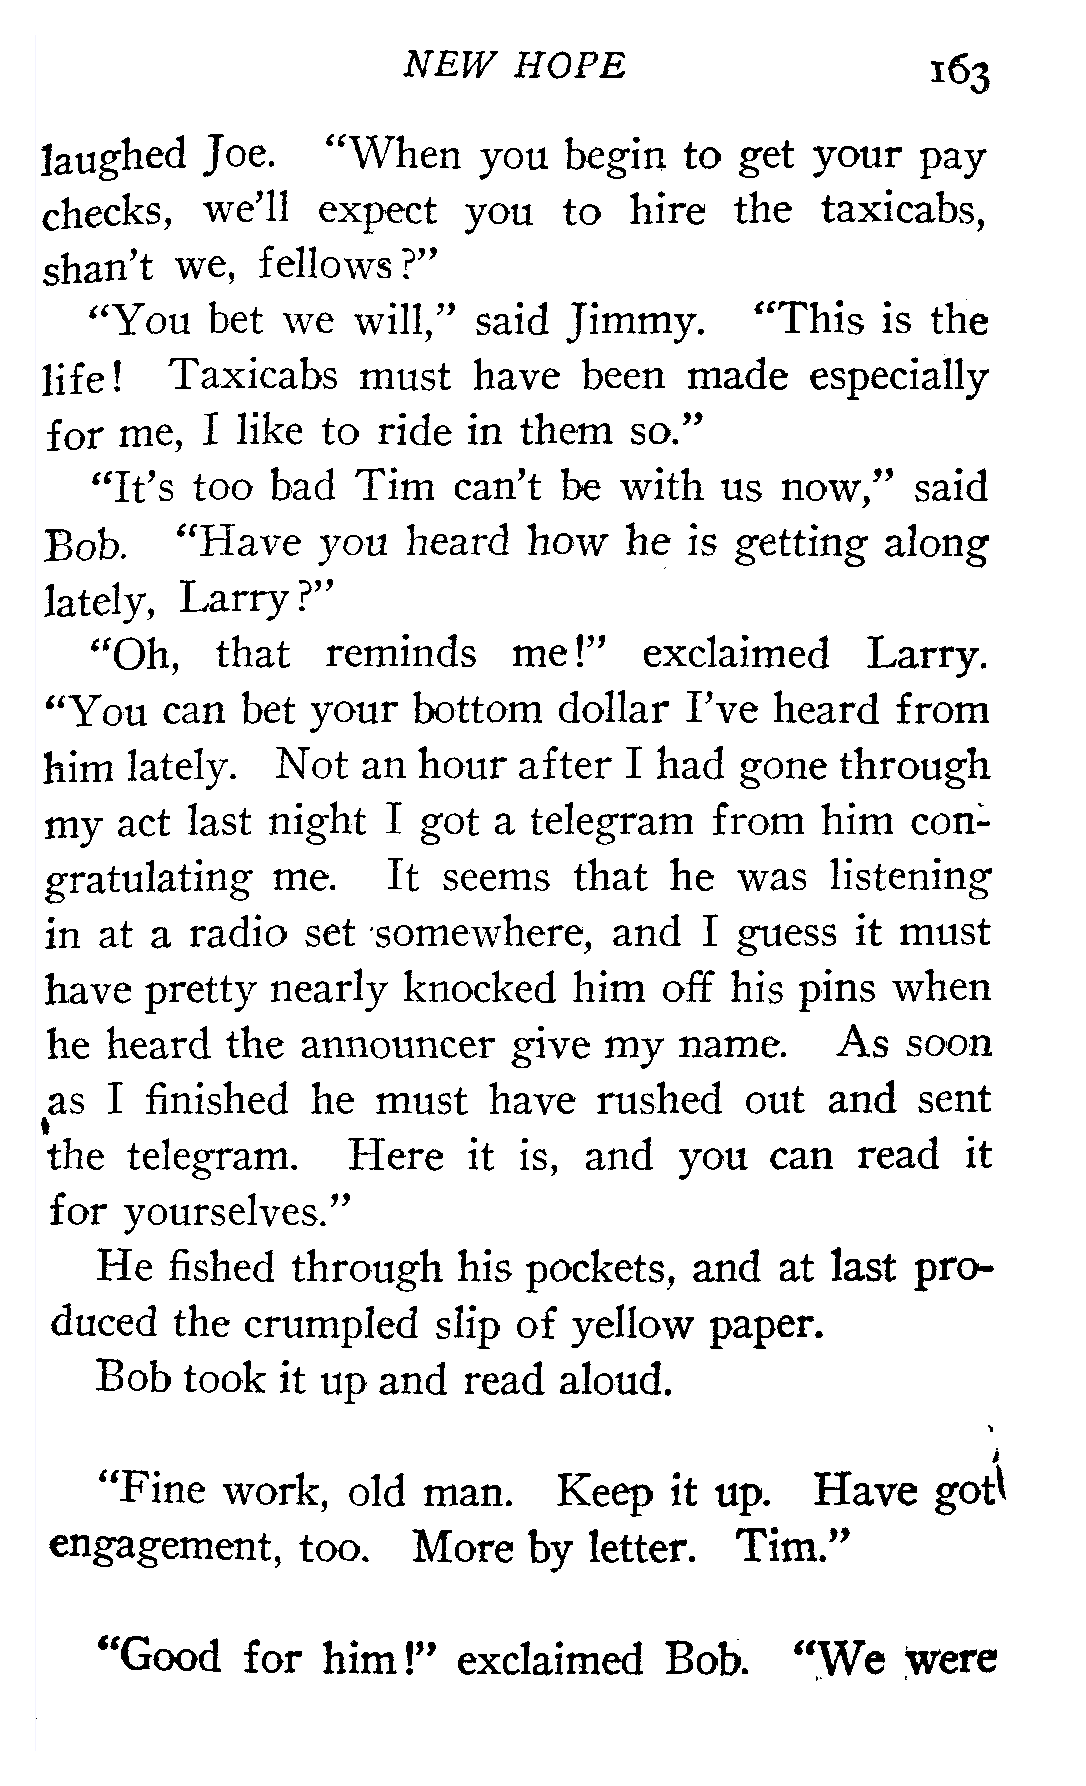 NEW HOPE 163
laughed Joe. "When you begin to get your pay
checks, we'll expect you to hire the taxicabs,
shan't we, fellows?"
"You bet we will," said Jimmy. "This is the
life! Taxicabs must have been made especially
for me, I like to ride in them so."
"It's too bad Tim can't be with us now," said
Bob. "Have you heard how he is getting along
lately, Larry?"
"Oh, that reminds me!" exclaimed Larry.
"You can bet your bottom dollar I've heard from
him lately. Not an hour after I had gone through
my act last night I got a telegram from him con-
gratulating me. It seems that he was listening
in at a radio set somewhere, and I guess it must
have pretty nearly knocked him off his pins when
he heard the announcer give my name. As soon
as I finished he must have rushed out and sent
the telegram. Here it is, and you can read it
for yourselves."
He fished through his pockets, and at last pro-
duced the crumpled slip of yellow paper.
Bob took it up and read aloud.
"Fine work, old man. Keep it up. Have got
engagement, too. More by letter. Tim."
"Good for him!" exclaimed Bob. "We were